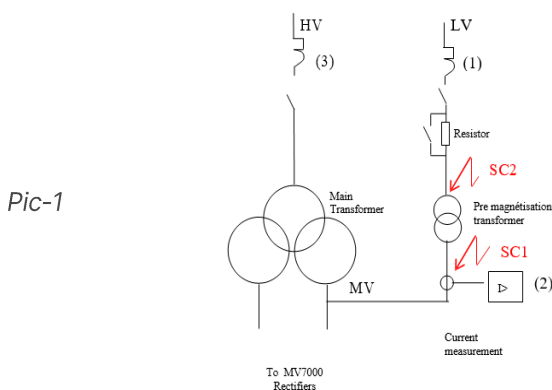 HV
LV
(3)
(1)
Resistor
SC2
Pic-1
Main
Transformer
Pre magnétisation
transformer
SC1
MV
(2)
Current
measurement
To MV7000
Rectifiers